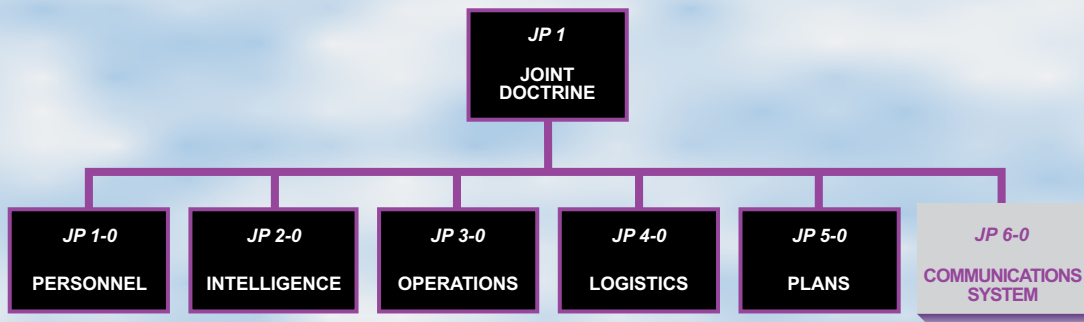 JP 1
JOINT
DOCTRINE
JP 1-0
PERSONNEL
JP 2-0
INTELLIGENCE
JP 3-0
OPERATIONS
JP 4-0
LOGISTICS
JP 5-0
PLANS
JP 6-0
COMMUNICATIONS
SYSTEM